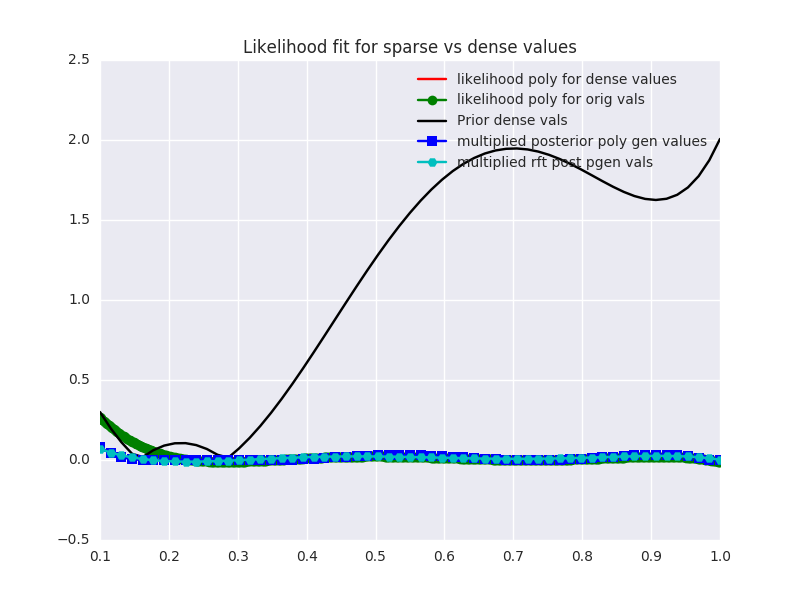 Likelihood fit for sparse vs dense values
2.5
2.0
1.5
1.0
0.5
0.0
−0.5
likelihood poly for dense values
likelihood poly for orig vals
Prior dense vals
multiplied posterior poly gen values
multiplied rft post pgen vals
0.1 0.2 0.3 0.4 0.5 0.6 0.7 0.8 0.9 1.0